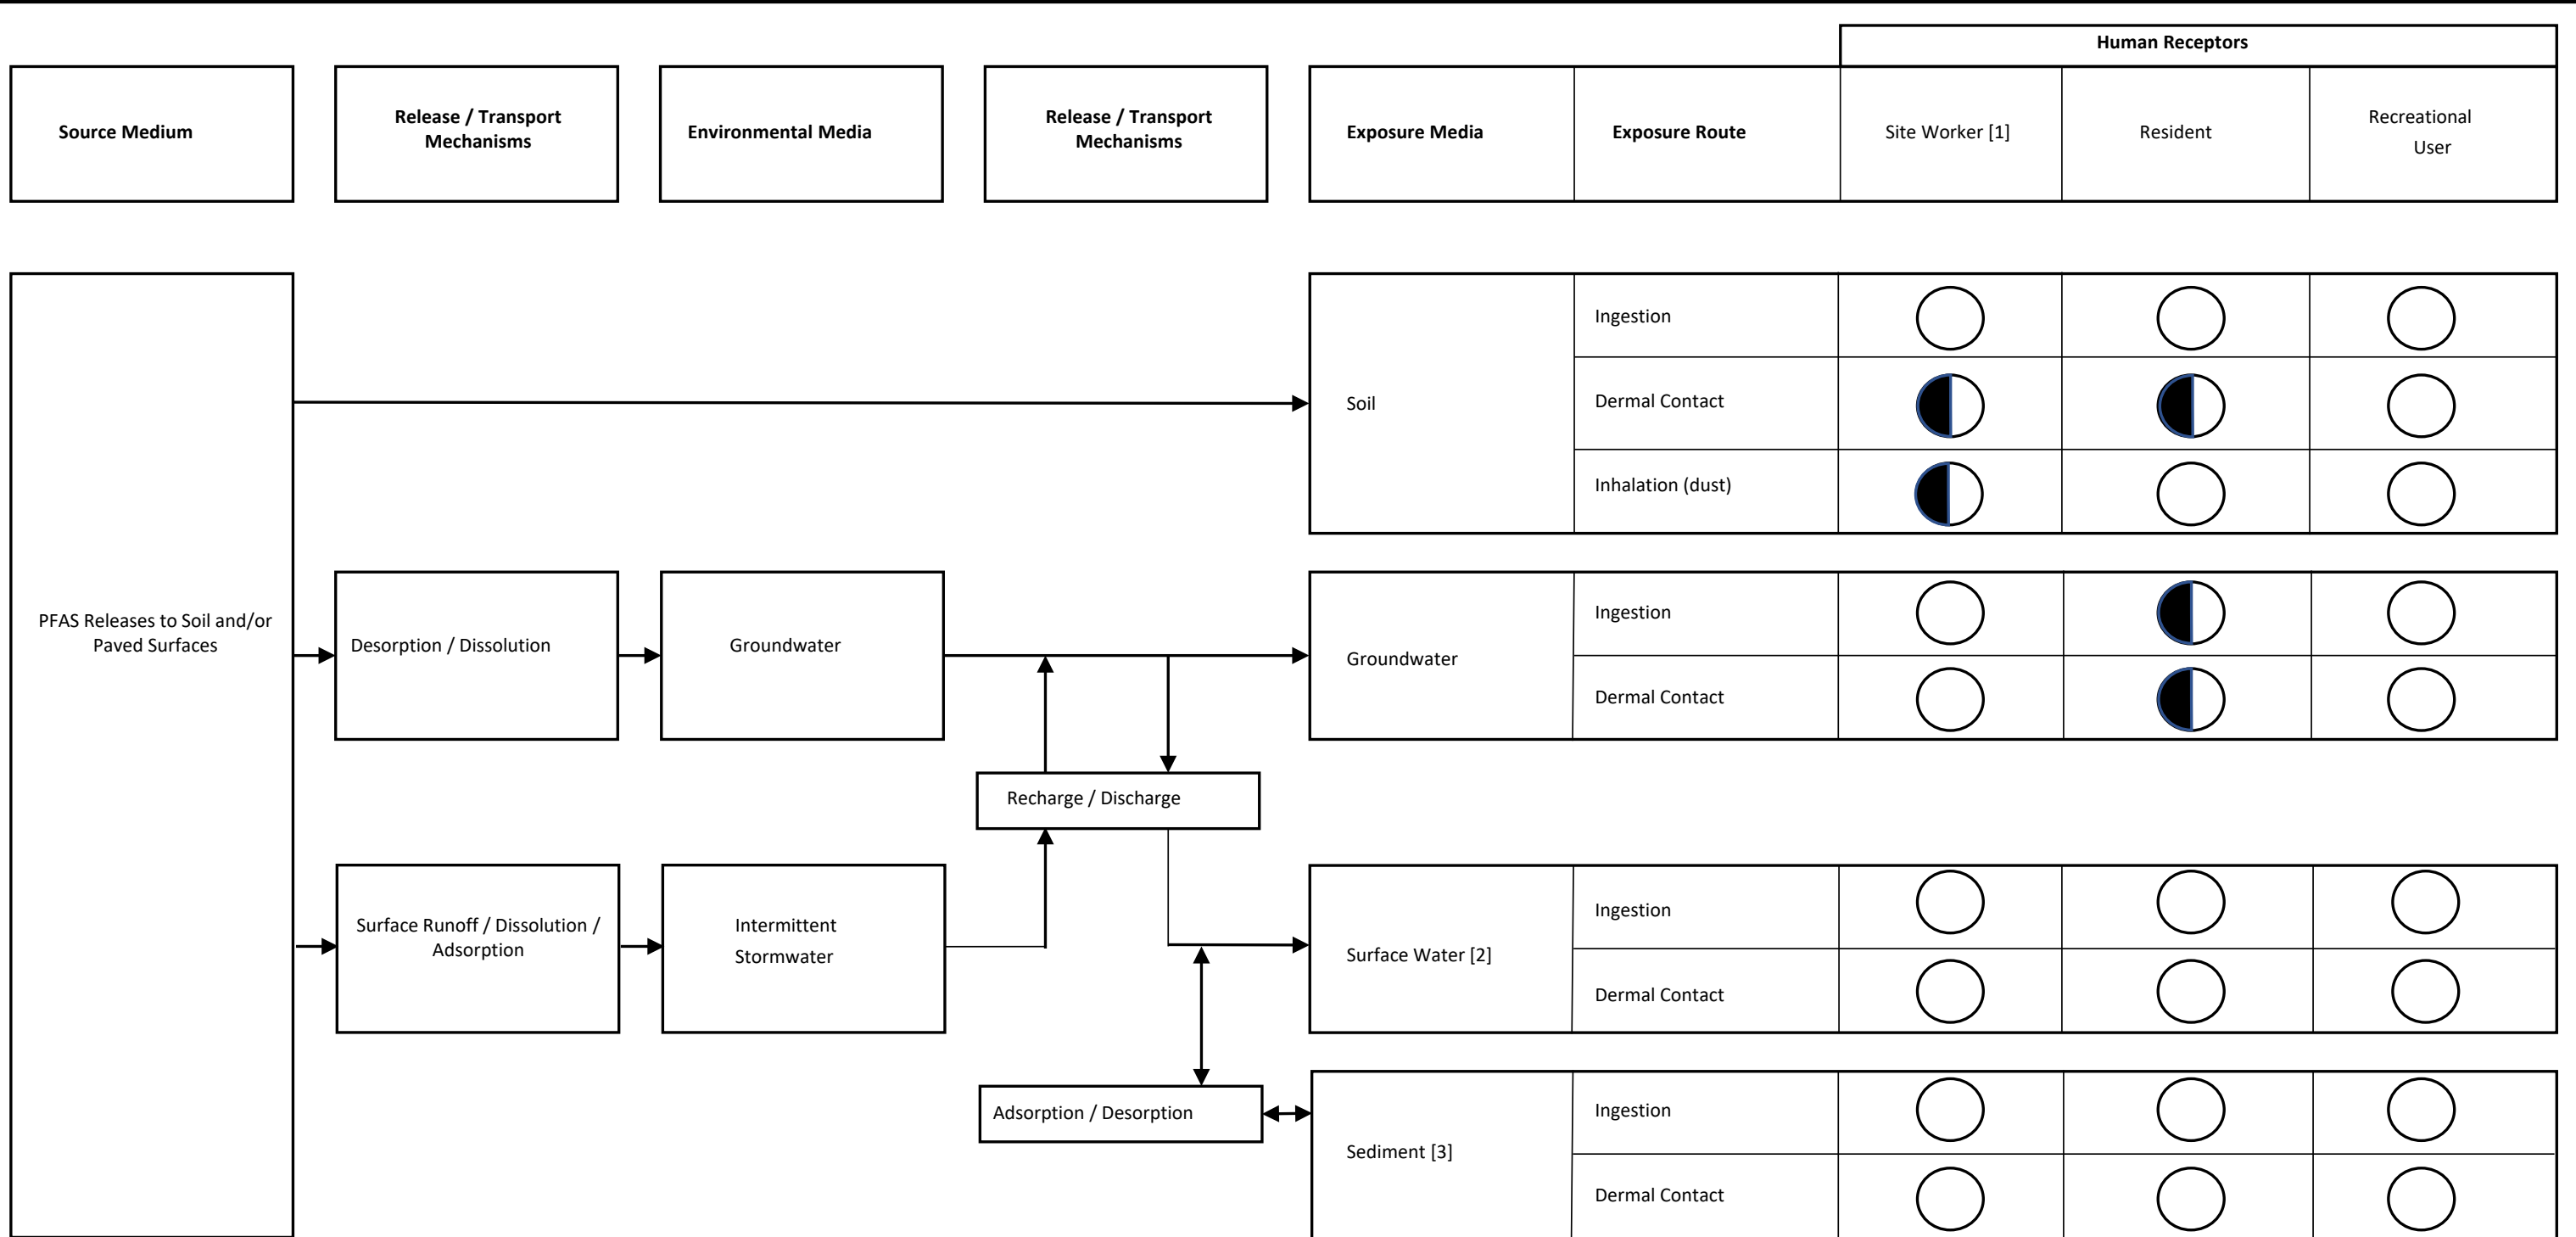 Human Receptors
Source Medium
Release / Transport
Mechanisms
Environmental Media
Release / Transport
Mechanisms
Exposure Media
Exposure Route
Site Worker [1]
Resident
Recreational
User
PFAS Releases to Soil and/or
Paved Surfaces
Soil
Ingestion
Dermal Contact
Inhalation (dust)
Desorption / Dissolution
Groundwater
Groundwater
Ingestion
Dermal Contact
Recharge / Discharge
Surface Runoff / Dissolution /
Adsorption
Intermittent
Stormwater
Surface Water [2]
Ingestion
Dermal Contact
Adsorption / Desorption
Sediment [3]
Ingestion
Dermal Contact